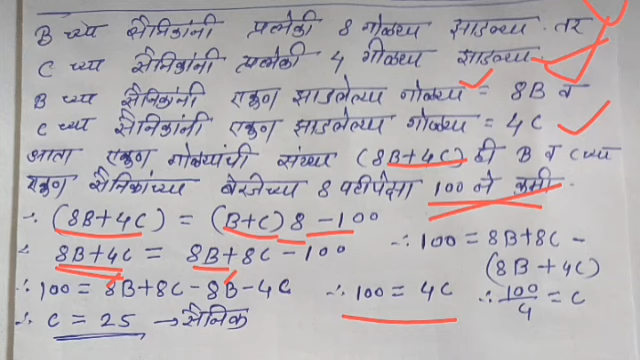 B च्या सैनिकांनी प्रत्येकी 8 गोळ्या झाडल्या तर
C च्या सैनिकांनी प्रत्येकी 4 गोळ्या झाडल्या
B च्या सैनिकांनी एकुण झाडलेल्या गोळ्या = 8B व
C च्या सैनिकांनी एकुण झाडलेल्या गोळ्या = 4C
आता एकुण गोळ्यांची संख्या (8B+4C) ही B व C च्या
एकुण सैनिकांच्या बेरजेच्या 8 पटीपेक्षा 100 ने कमी.
∴ (8B+4C) = (B+C) 8 - 100
∴ 8B+4C = 8B+8C - 100
∴ 100 = 8B+8C - 8B - 4C
∴ C = 25 → सैनिक
∴ 100 = 8B+8C -
(8B+4C)
∴ 100 = 4C ∴ 100/4 = C